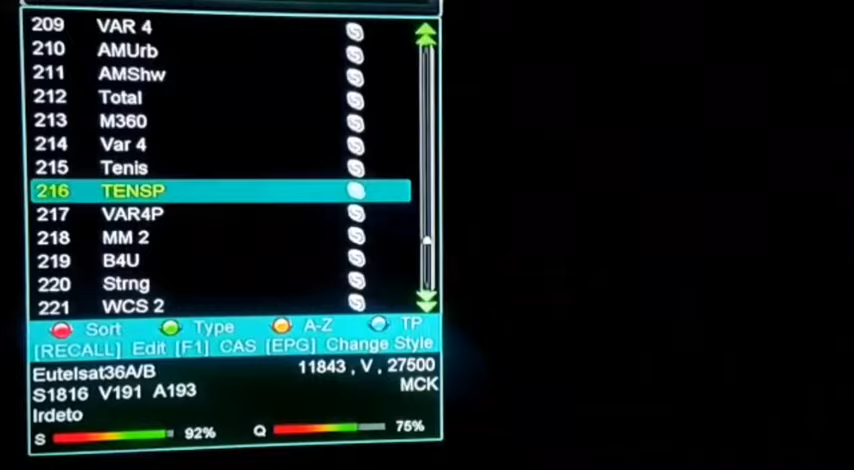 209 VAR 4
210 AMUrb
211 AMShw
212 Total
213 M360
214 Var 4
215 Tenis
216 TENSP
217 VAR4P
218 MM 2
219 B4U
220 Strng
221 WCS 2
Sort Type A-Z TP
[RECALL] Edit [F1] CAS [EPG] Change Style
Eutelsat36A/B 11843 , V , 27500
S1816 V191 A193 MCK
Irdeto
S 92% Q 75%